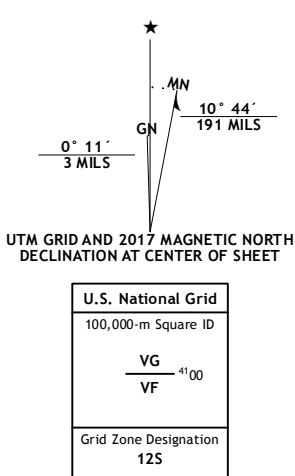 ★
MN
10° 44´
191 MILS
GN
0° 11´
3 MILS
UTM GRID AND 2017 MAGNETIC NORTH
DECLINATION AT CENTER OF SHEET
U.S. National Grid
100,000-m Square ID
VG
⁴¹00
VF
Grid Zone Designation
12S